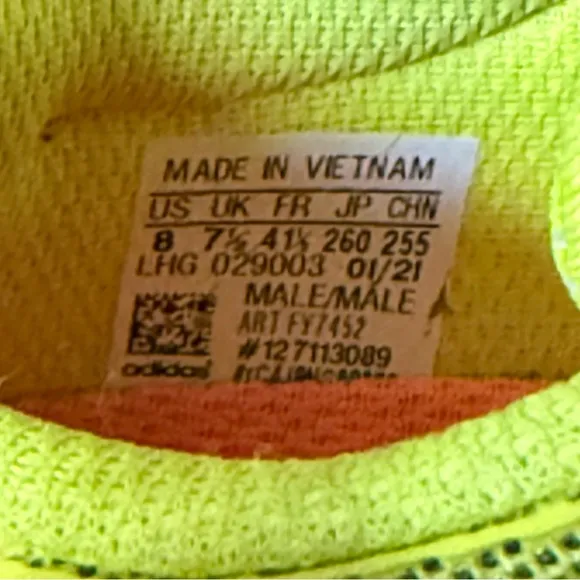 MADE IN VIETNAM
US UK FR JP CHN
8 7½ 41⅓ 260 255
LHG 029003 01/21
MALE/MALE
ART FY7452
#127113089
adidas